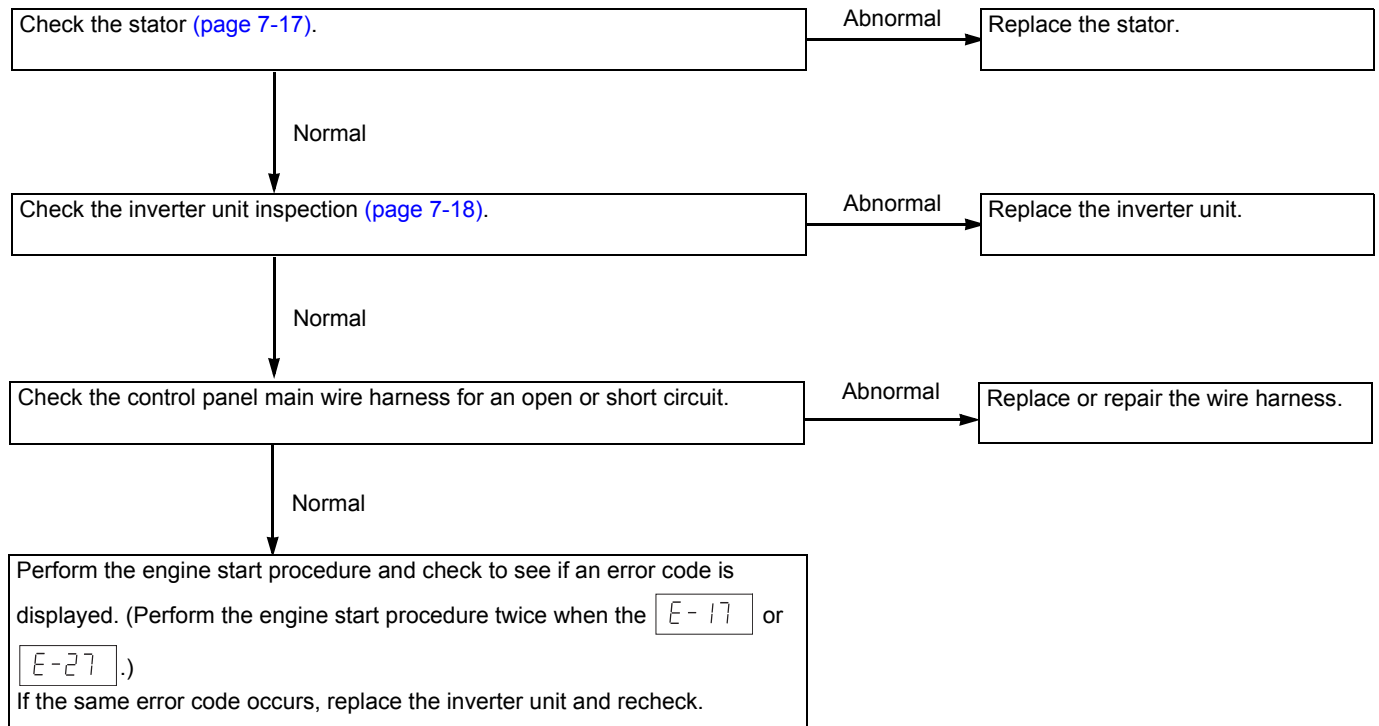 Check the stator (page 7-17).
Abnormal
Replace the stator.
Normal
Check the inverter unit inspection (page 7-18).
Abnormal
Replace the inverter unit.
Normal
Check the control panel main wire harness for an open or short circuit.
Abnormal
Replace or repair the wire harness.
Normal
Perform the engine start procedure and check to see if an error code is
displayed. (Perform the engine start procedure twice when the E-17 or
E-27 .)
If the same error code occurs, replace the inverter unit and recheck.